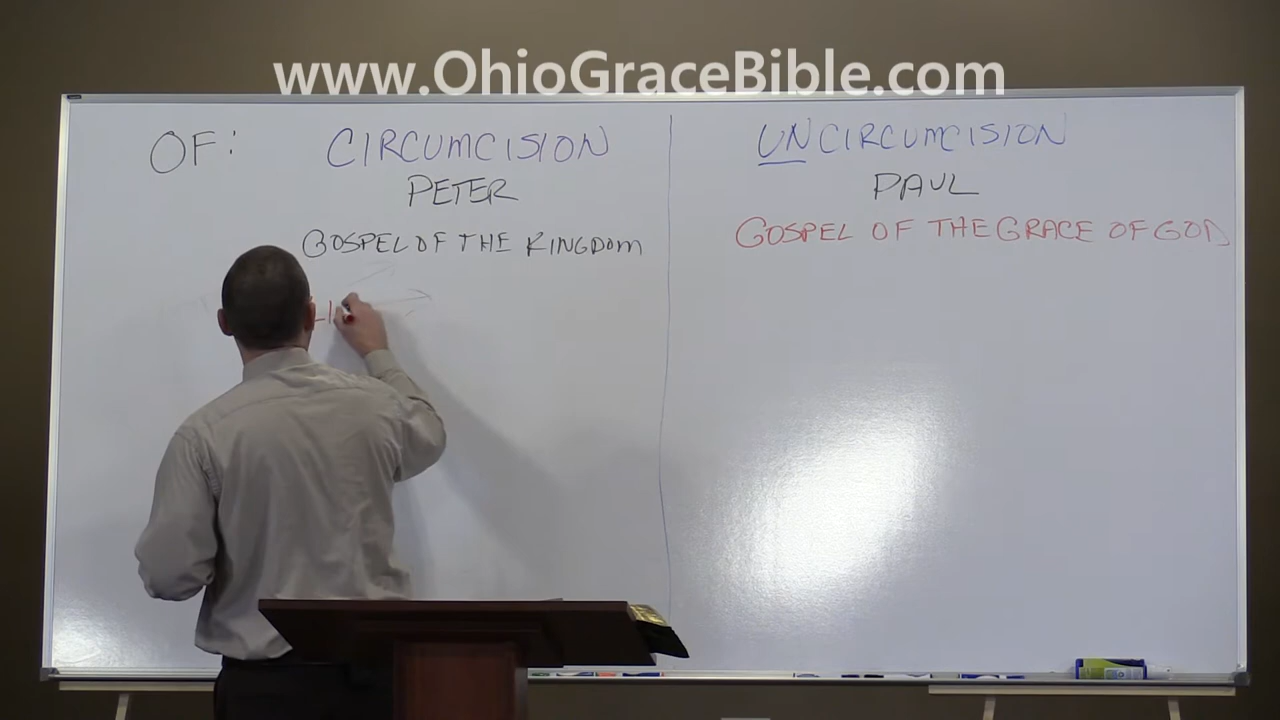 www.OhioGraceBible.com
OF: CIRCUMCISION UNCIRCUMCISION
PETER PAUL
GOSPEL OF THE KINGDOM GOSPEL OF THE GRACE OF GOD